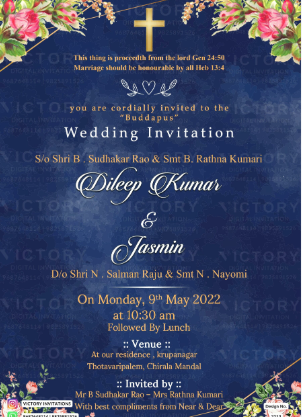 This thing is proceedth from the lord Gen 24:50
Marriage should be honourable by all Heb 13:4
you are cordially invited to the
"Buddapus"
Wedding Invitation
S/o Shri B . Sudhakar Rao & Smt B. Rathna Kumari
Dileep Kumar
&
Jasmin
D/o Shri N . Salman Raju & Smt N . Nayomi
On Monday, 9th May 2022
at 10:30 am
Followed By Lunch
:: Venue ::
At our residence , krupanagar
Thotavaripalem, Chirala Mandal
:: Invited by ::
Mr B Sudhakar Rao – Mrs Rathna Kumari
With best compliments from Near & Dear
VICTORY INVITATIONS
Design No